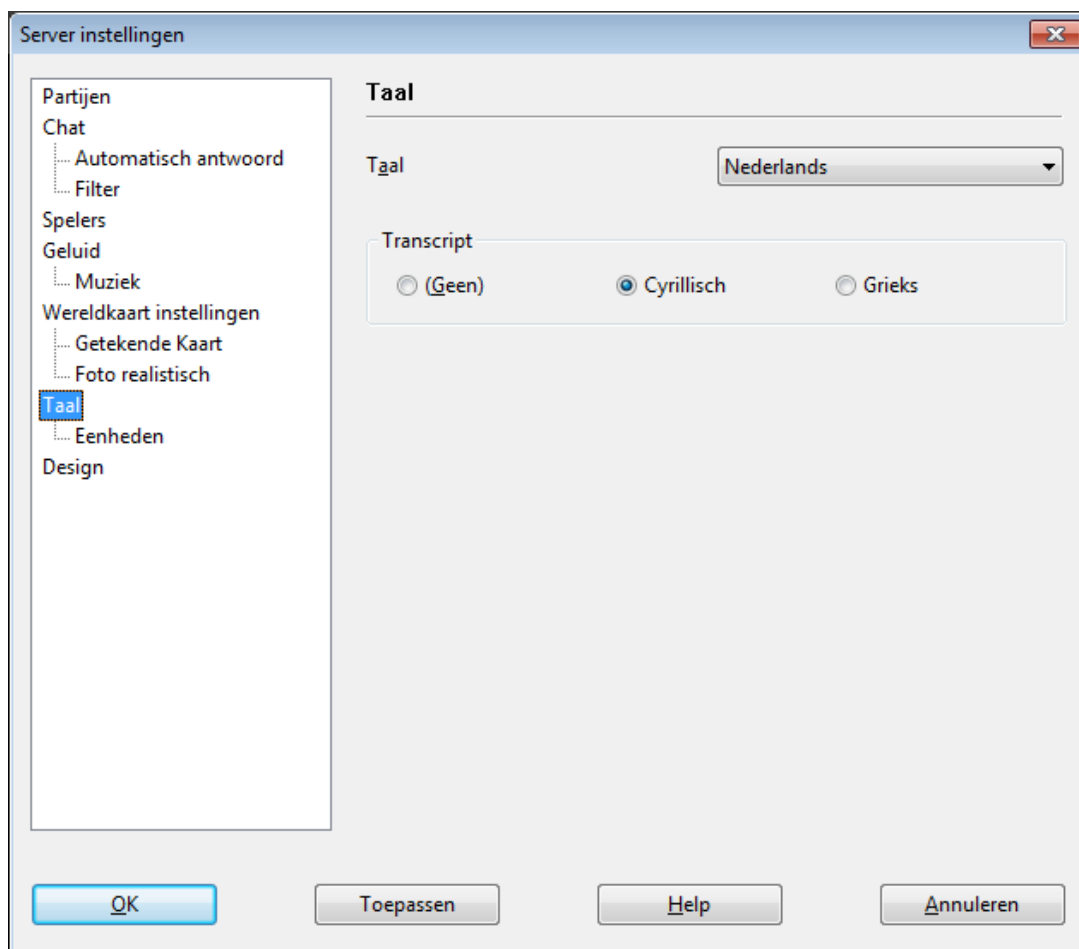 Server instellingen
Partijen
Chat
Automatisch antwoord
Filter
Spelers
Geluid
Muziek
Wereldkaart instellingen
Getekende Kaart
Foto realistisch
Taal
Eenheden
Design
Taal
Taal Nederlands
Transcript
(Geen) Cyrillisch Grieks
OK Toepassen Help Annuleren